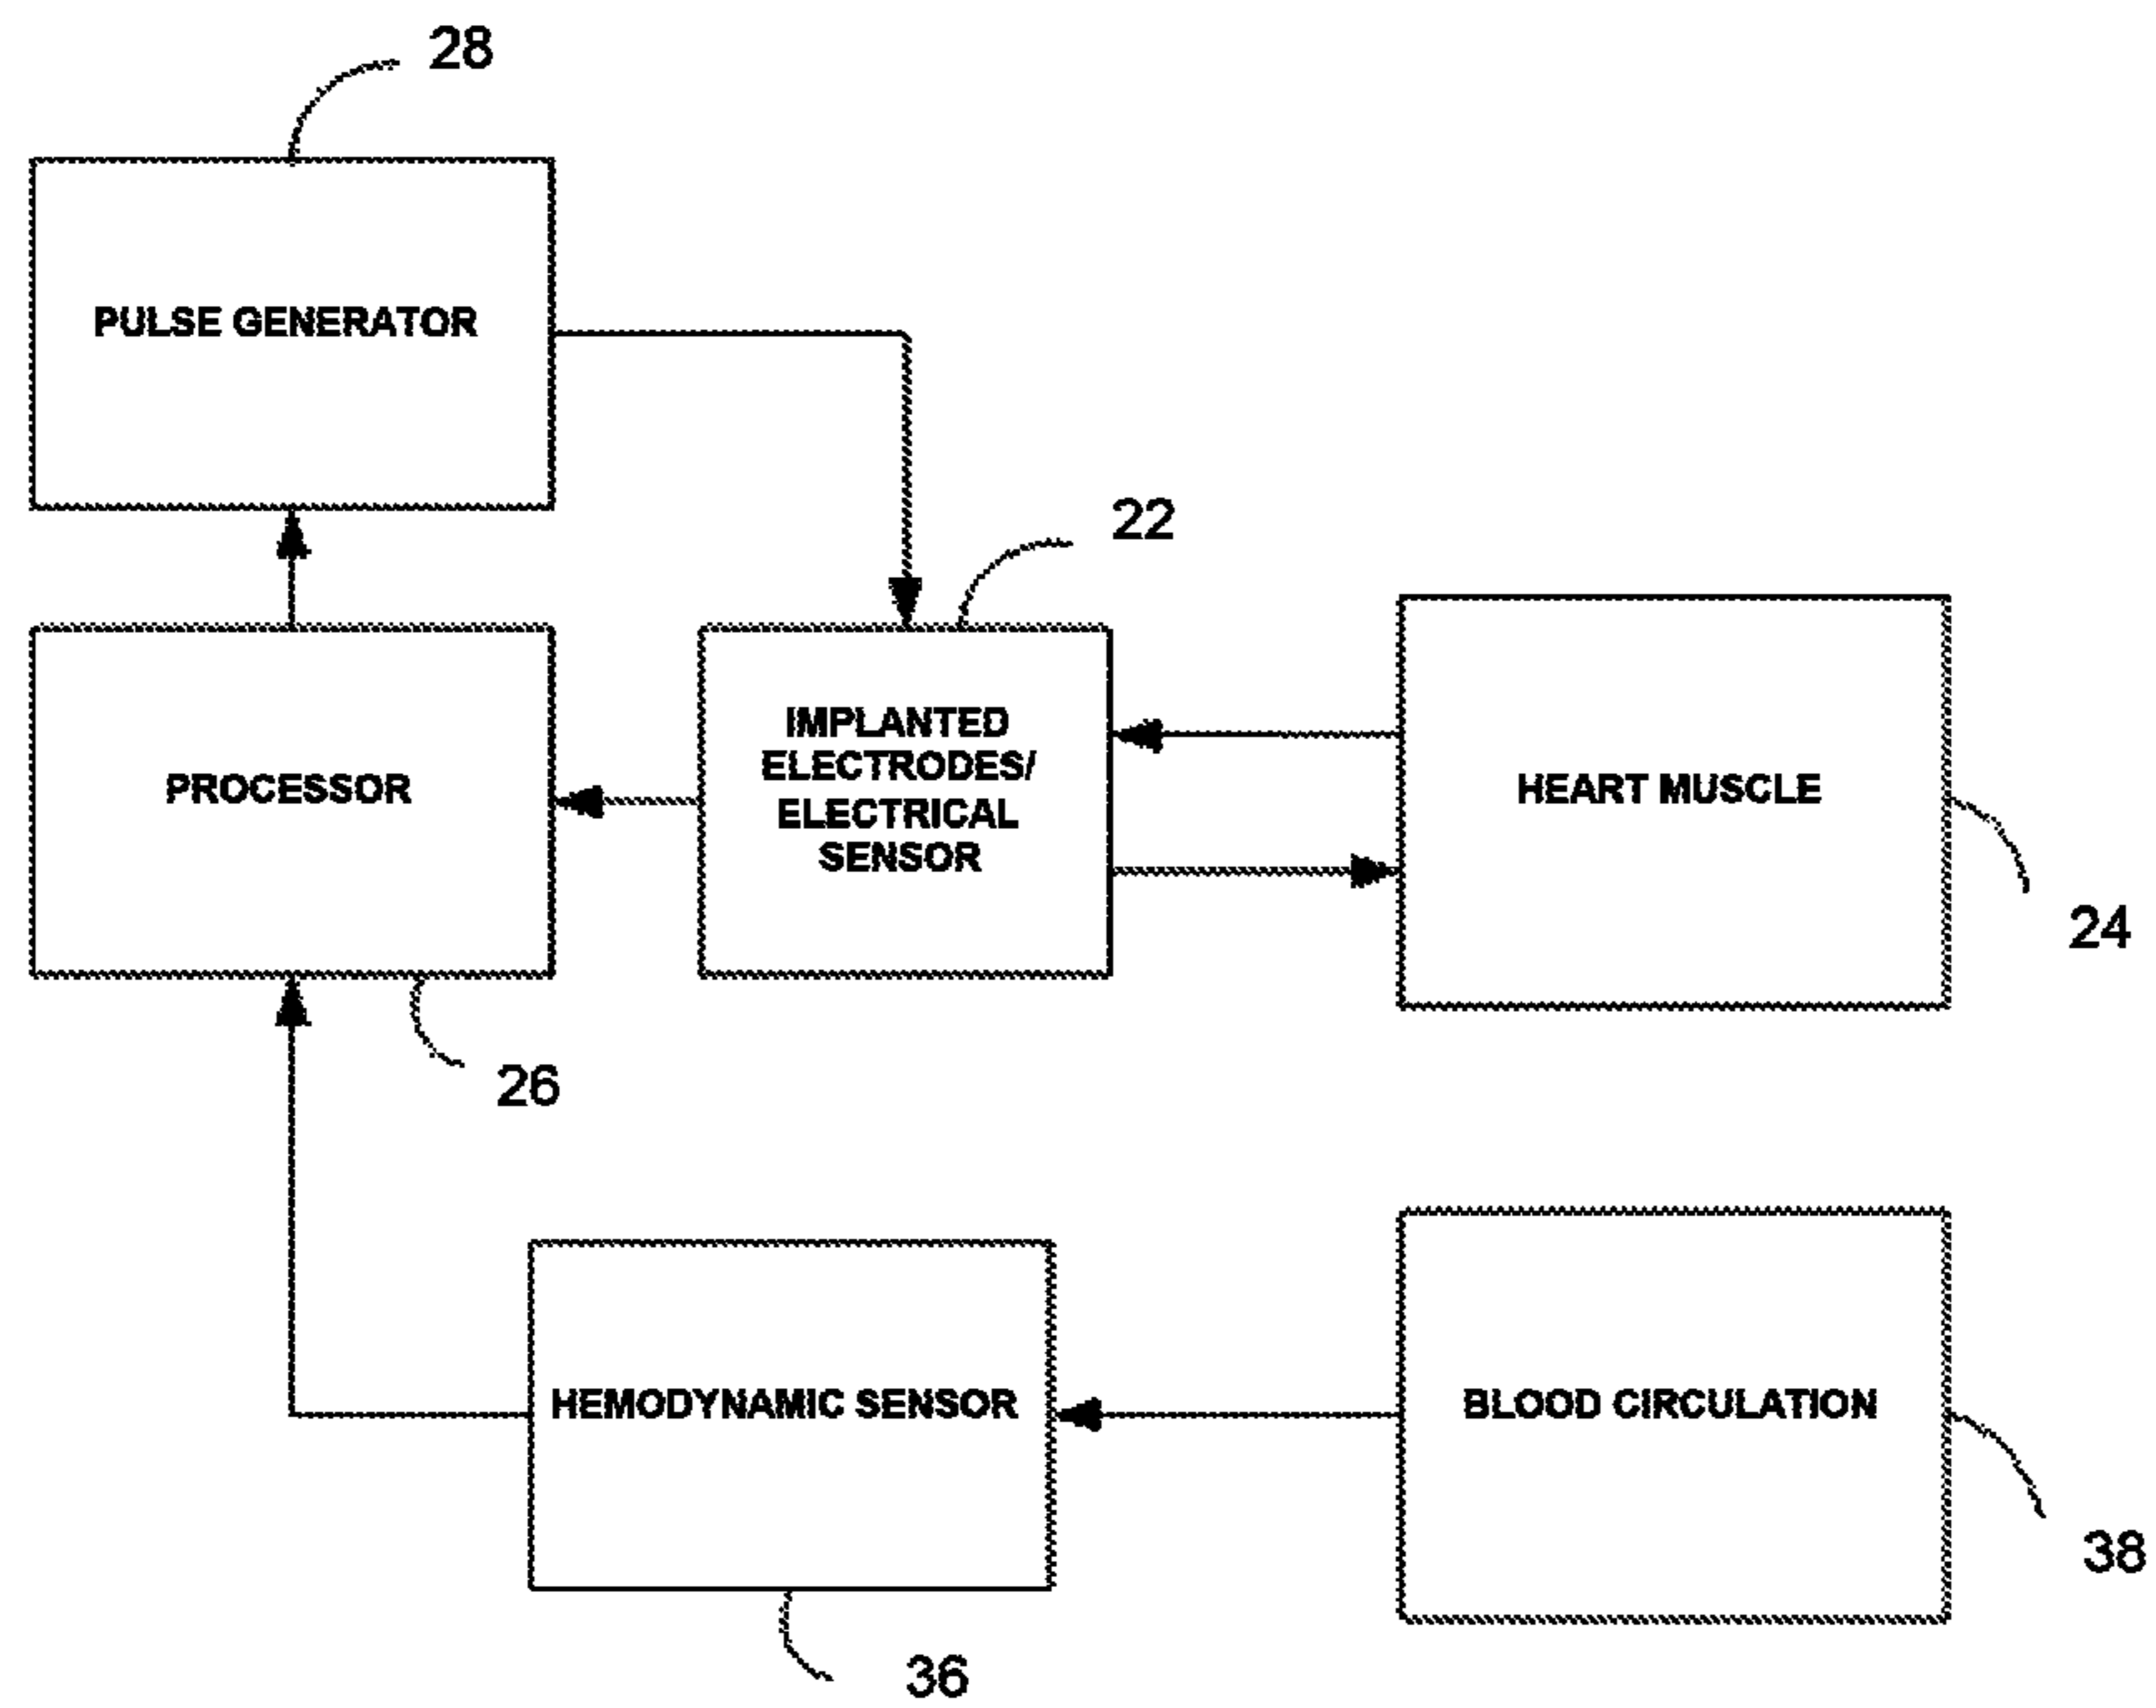 28
PULSE GENERATOR
22
PROCESSOR
IMPLANTED
ELECTRODES/
ELECTRICAL
SENSOR
HEART MUSCLE
24
26
HEMODYNAMIC SENSOR
BLOOD CIRCULATION
38
36